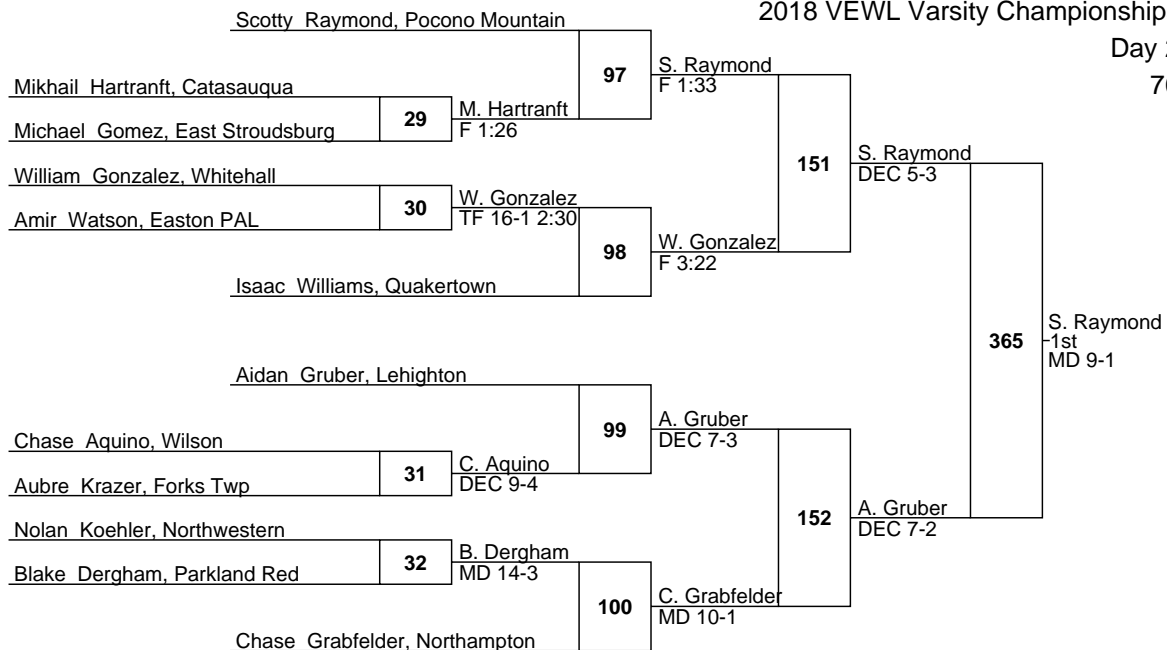 2018 VEWL Varsity Championship
Day
Scotty Raymond, Pocono Mountain
97
S. Raymond
F 1:33
Mikhail Hartranft, Catasauqua
29
M. Hartranft
F 1:26
Michael Gomez, East Stroudsburg
151
S. Raymond
DEC 5-3
William Gonzalez, Whitehall
30
W. Gonzalez
TF 16-1 2:30
Amir Watson, Easton PAL
98
W. Gonzalez
F 3:22
Isaac Williams, Quakertown
365
S. Raymond
1st
MD 9-1
Aidan Gruber, Lehighton
99
A. Gruber
DEC 7-3
Chase Aquino, Wilson
31
C. Aquino
DEC 9-4
Aubre Krazer, Forks Twp
152
A. Gruber
DEC 7-2
Nolan Koehler, Northwestern
32
B. Dergham
MD 14-3
Blake Dergham, Parkland Red
100
C. Grabfelder
MD 10-1
Chase Grabfelder, Northampton